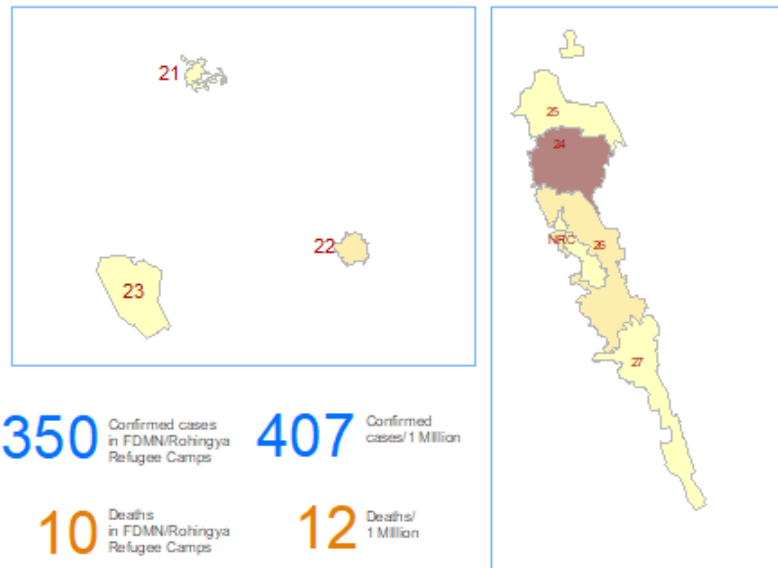 21
22
23
25
24
NRC
26
27
350
Confirmed cases
in FDMN/Rohingya
Refugee Camps
407
Confirmed
cases/1 Million
10
Deaths
in FDMN/Rohingya
Refugee Camps
12
Deaths/
1 Million